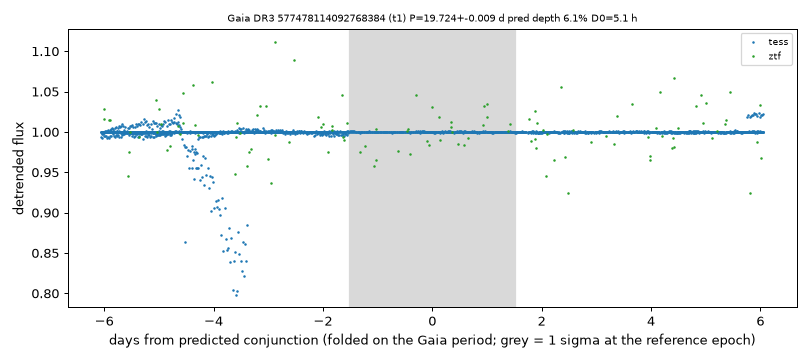 Gaia DR3 577478114092768384 (t1) P=19.724+-0.009 d pred depth 6.1% D0=5.1 h
tess
ztf
detrended flux
1.10
1.05
1.00
0.95
0.90
0.85
0.80
−6
−4
−2
0
2
4
6
days from predicted conjunction (folded on the Gaia period; grey = 1 sigma at the reference epoch)